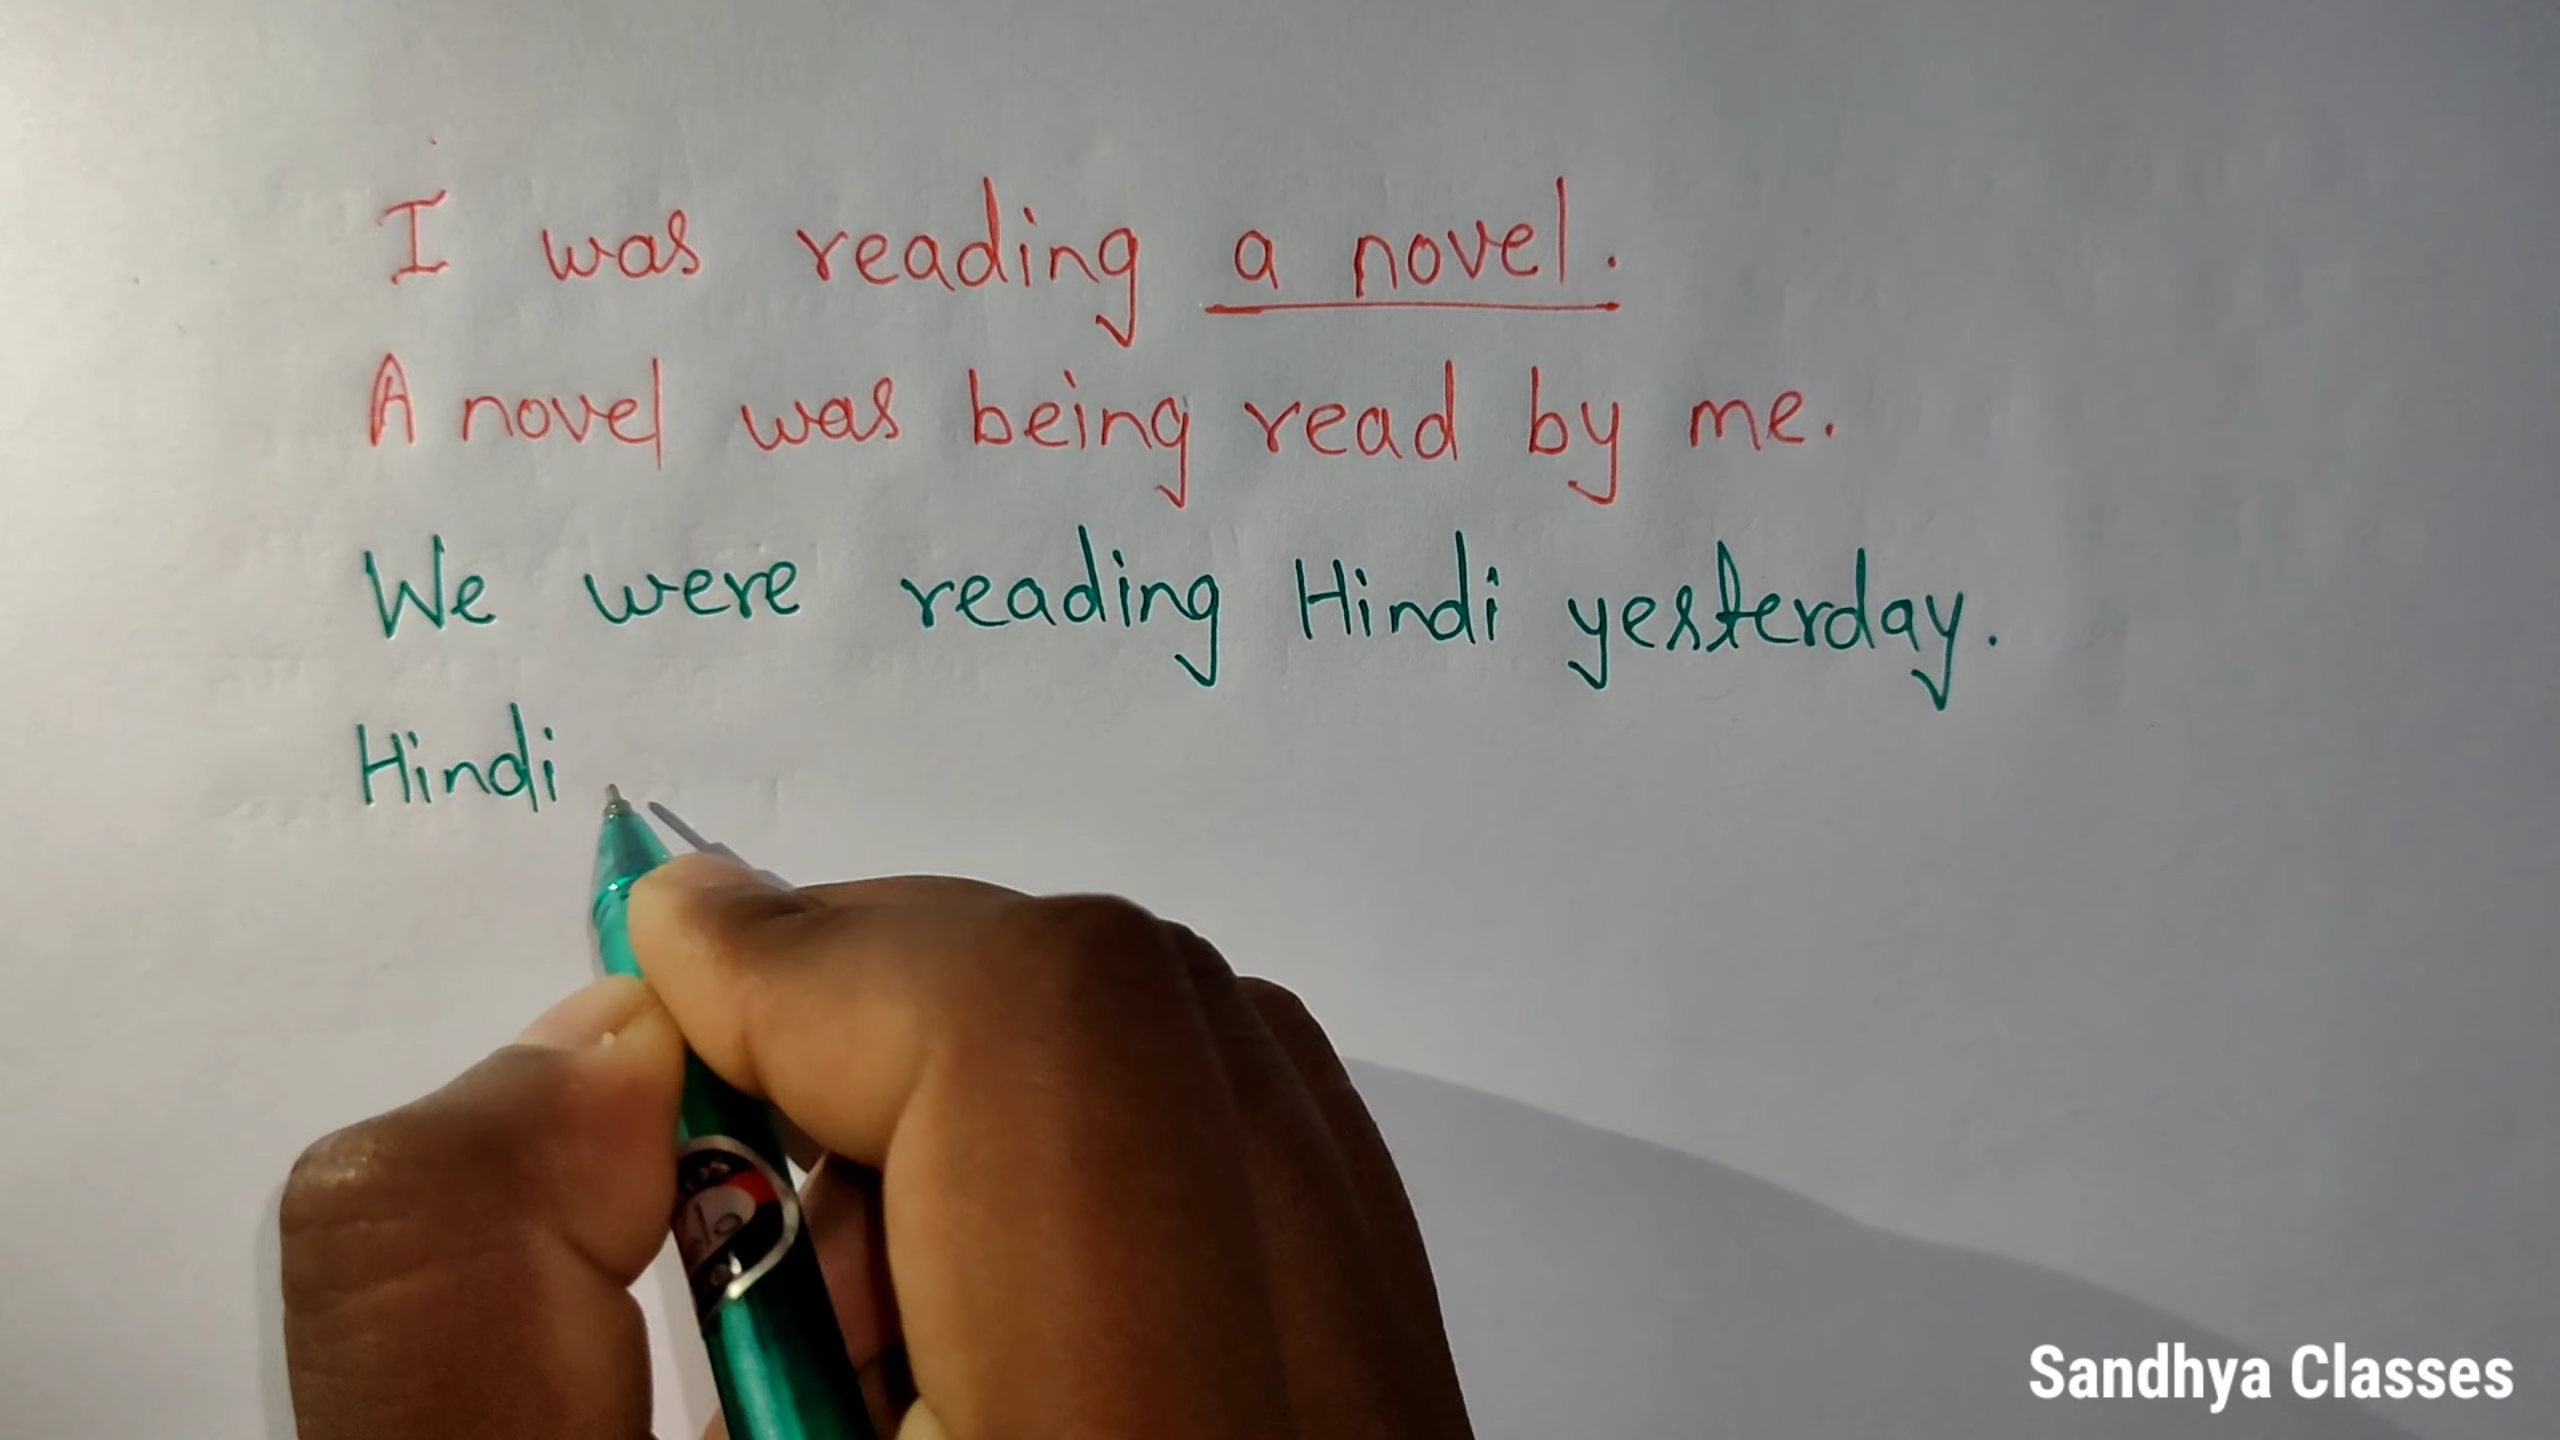 I was reading a novel.
A novel was being read by me.
We were reading Hindi yesterday.
Hindi
Sandhya Classes